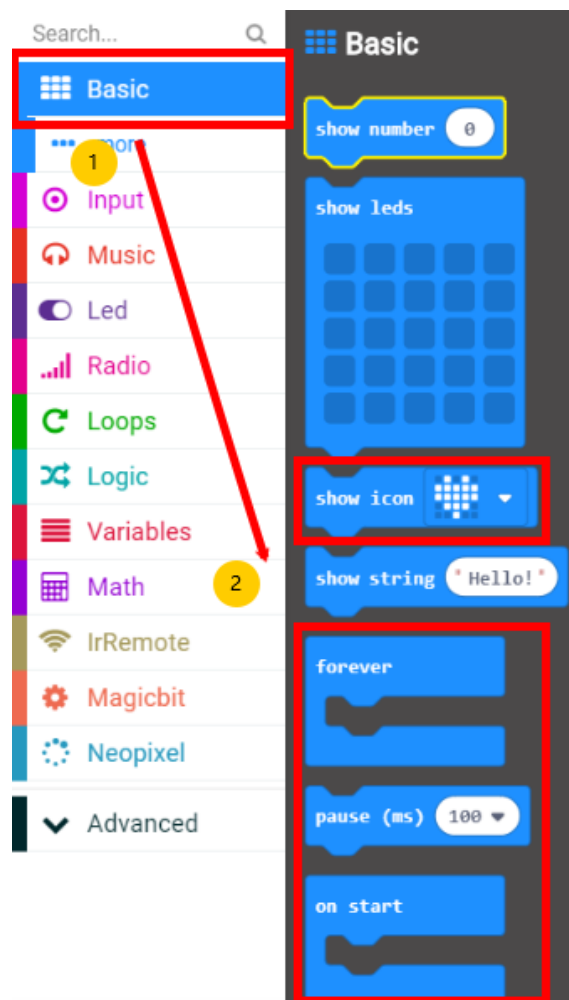 Search...
Basic
more
1
Input
Music
Led
Radio
Loops
Logic
Variables
Math
2
IrRemote
Magicbit
Neopixel
Advanced
Basic
show number 0
show leds
show icon
show string "Hello!"
forever
pause (ms) 100
on start